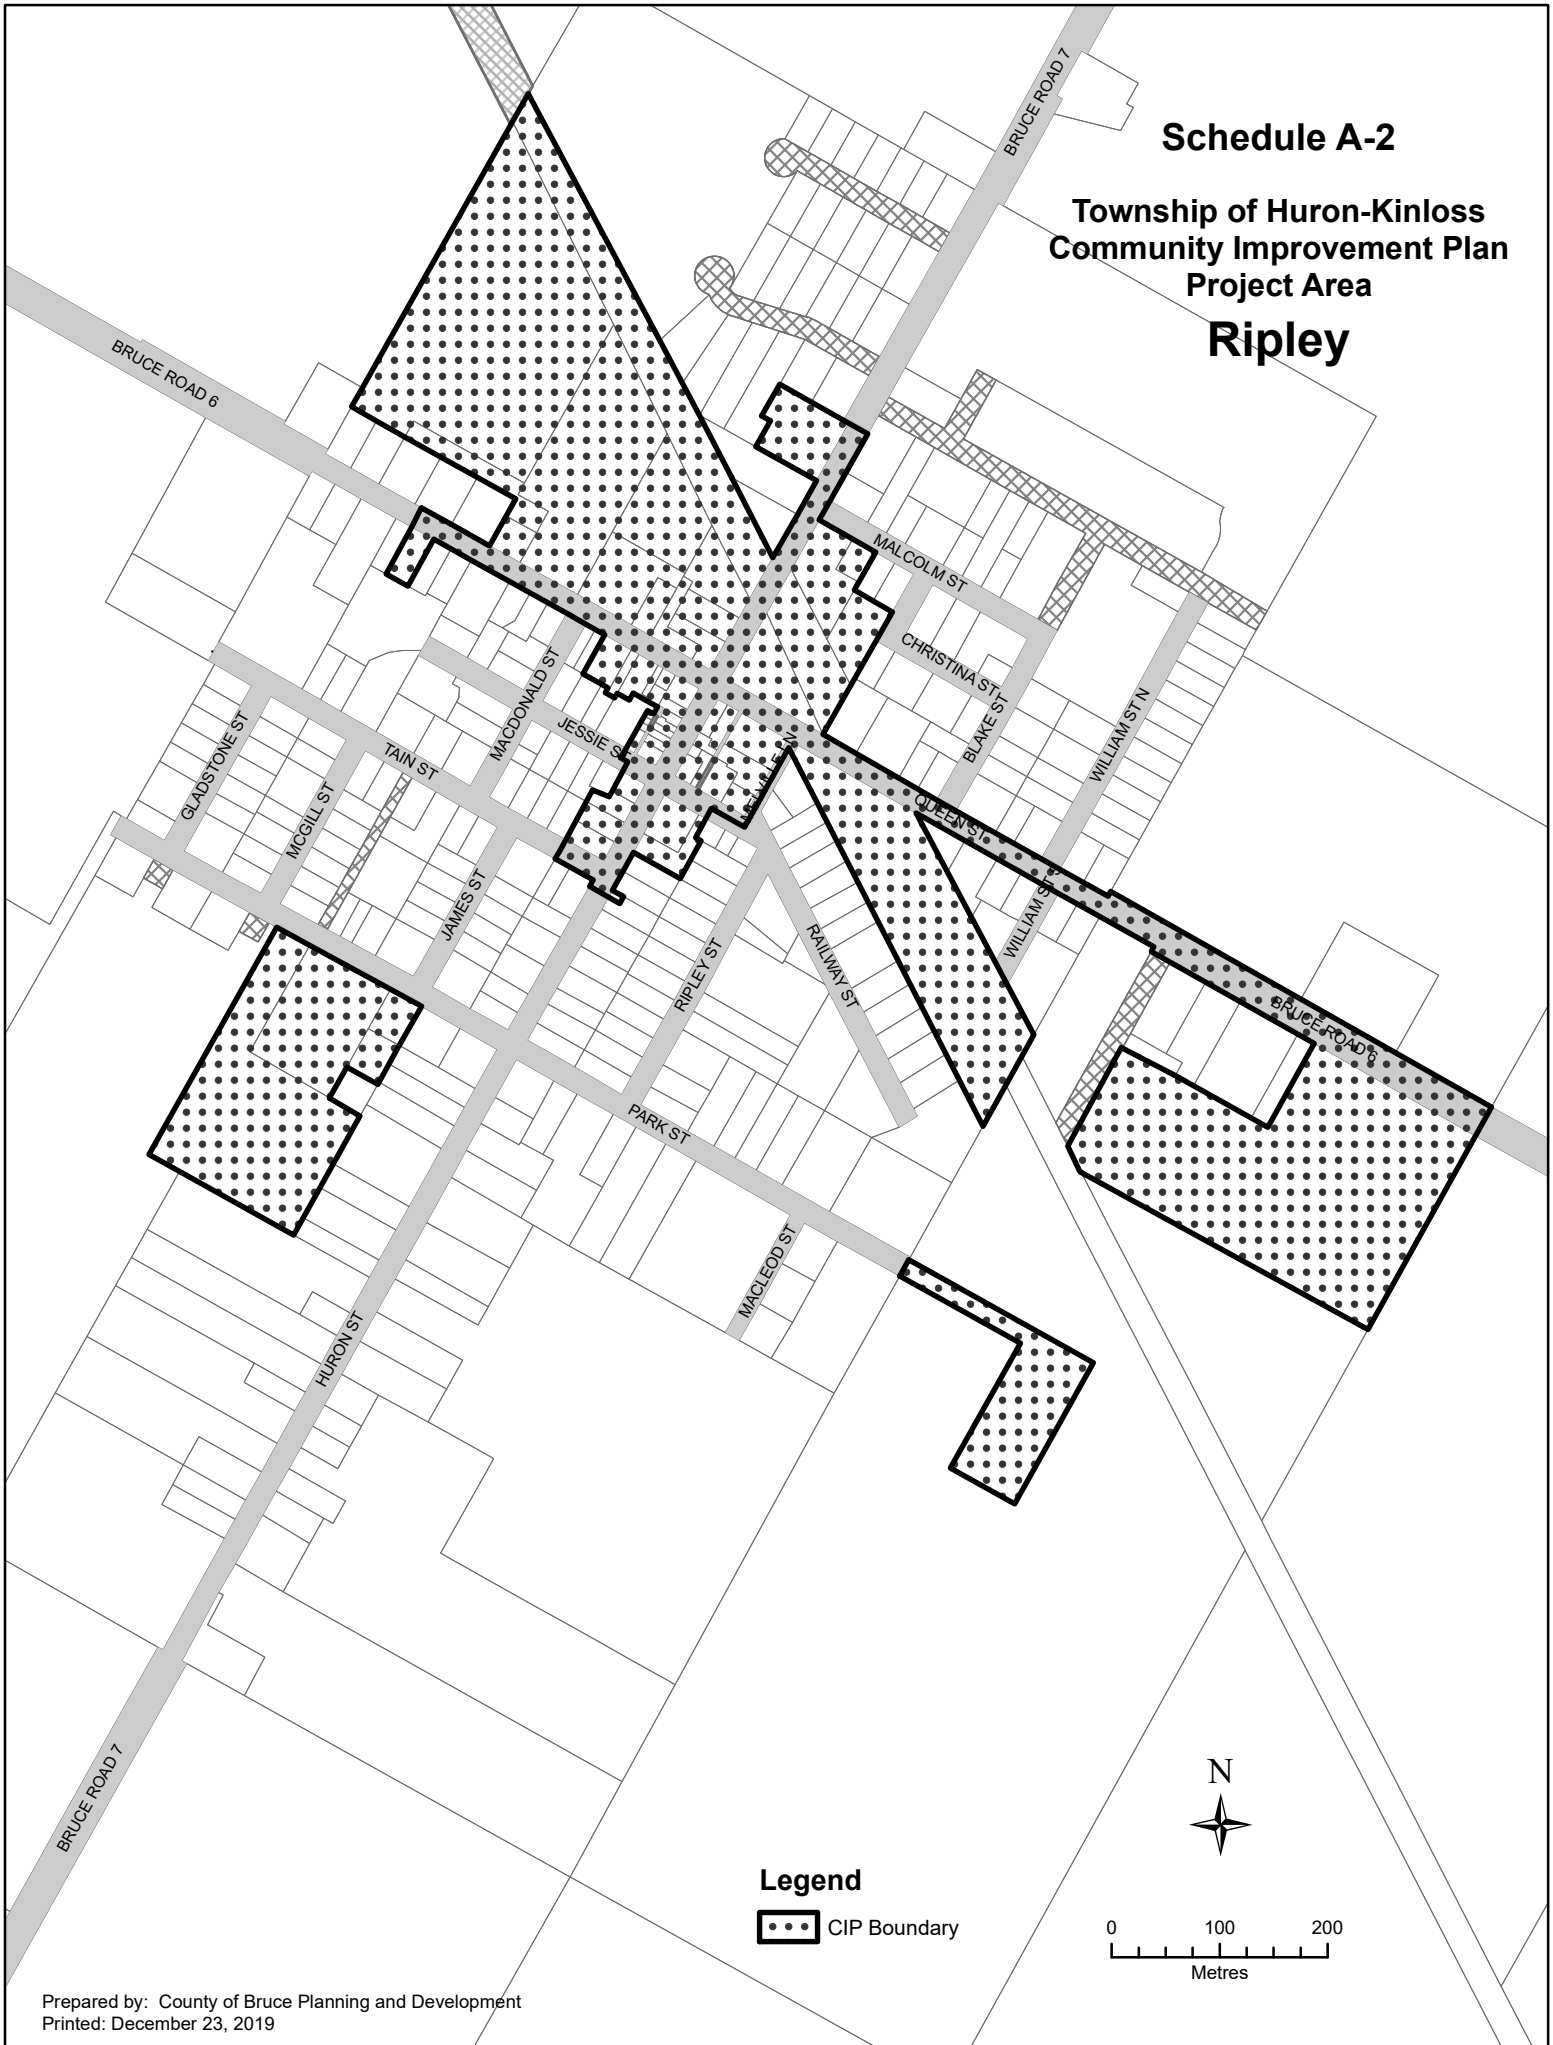 Schedule A-2
Township of Huron-Kinloss
Community Improvement Plan
Project Area
Ripley
BRUCE ROAD 7
BRUCE ROAD 6
MALCOLM ST
CHRISTINA ST
BLAKE ST
WILLIAM ST N
MACDONALD ST
JESSIE ST
GLADSTONE ST
TAIN ST
MCGILL ST
MELVILLE LN
QUEEN ST
JAMES ST
WILLIAM ST S
RIPLEY ST
RAILWAY ST
BRUCE ROAD 6
PARK ST
MACLEOD ST
HURON ST
BRUCE ROAD 7
N
Legend
CIP Boundary
0 100 200
Metres
Prepared by: County of Bruce Planning and Development
Printed: December 23, 2019